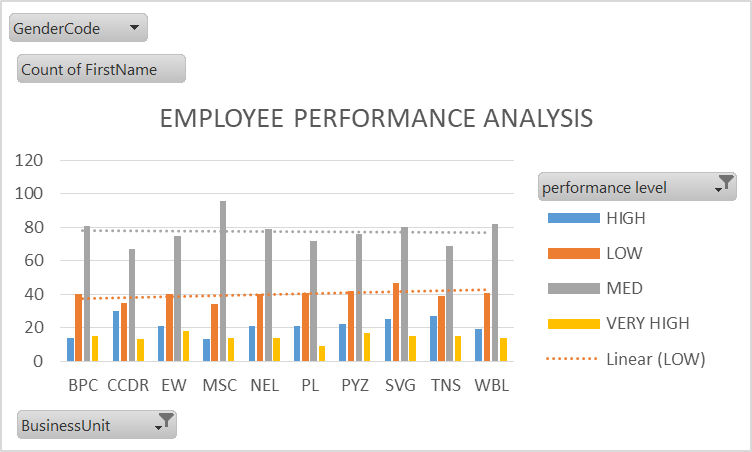 GenderCode
Count of FirstName
EMPLOYEE PERFORMANCE ANALYSIS
120
100
80
60
40
20
0
BPC CCDR EW MSC NEL PL PYZ SVG TNS WBL
performance level
HIGH
LOW
MED
VERY HIGH
Linear (LOW)
BusinessUnit